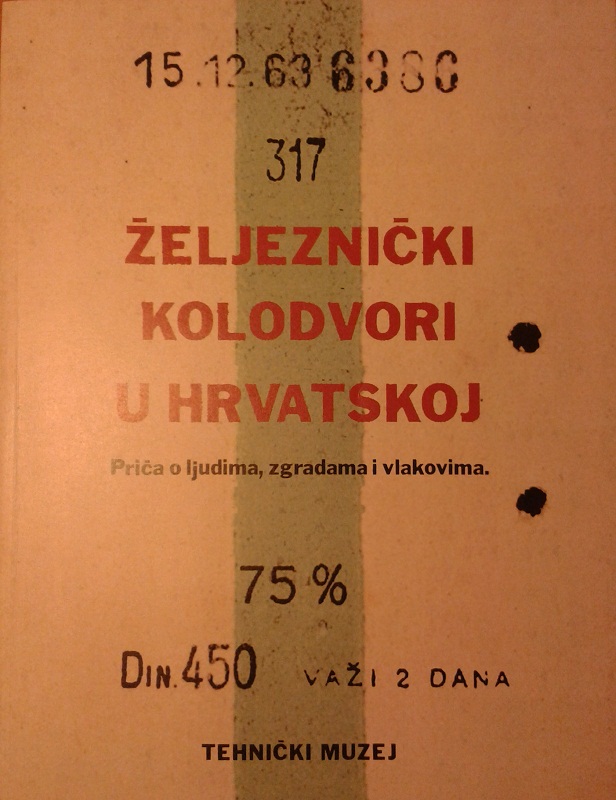 15.12.63 6380
317
ŽELJEZNIČKI
KOLODVORI
U HRVATSKOJ
Priča o ljudima, zgradama i vlakovima.
75 %
DIN. 450 VAŽI 2 DANA
TEHNIČKI MUZEJ